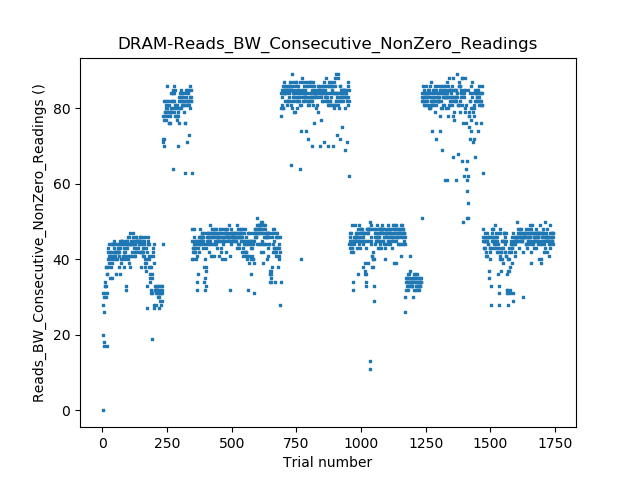 DRAM-Reads_BW_Consecutive_NonZero_Readings
Reads_BW_Consecutive_NonZero_Readings ()
80
60
40
20
0
0 250 500 750 1000 1250 1500 1750
Trial number